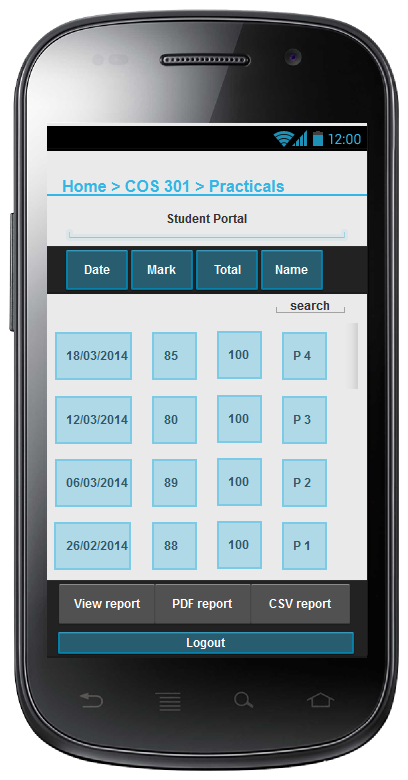 12:00
Home > COS 301 > Practicals
Student Portal
Date Mark Total Name
search
18/03/2014 85 100 P 4
12/03/2014 80 100 P 3
06/03/2014 89 100 P 2
26/02/2014 88 100 P 1
View report PDF report CSV report
Logout